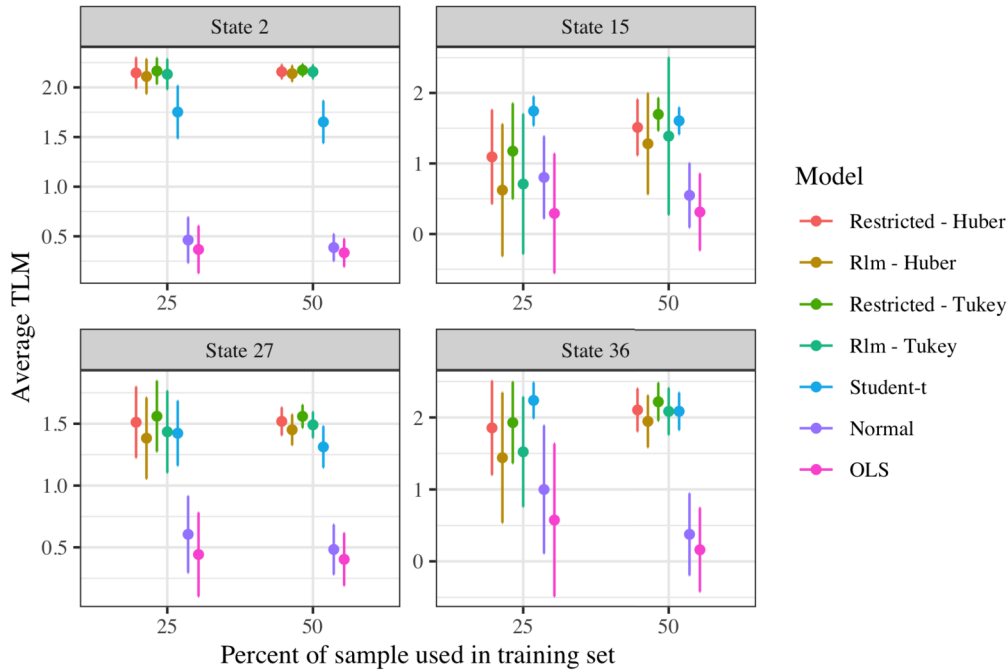 State 2
State 15
2.0
1.5
1.0
0.5
2
1
0
25
50
25
50
State 27
State 36
1.5
1.0
0.5
2
1
0
25
50
25
50
Average TLM
Percent of sample used in training set
Model
Restricted - Huber
Rlm - Huber
Restricted - Tukey
Rlm - Tukey
Student-t
Normal
OLS